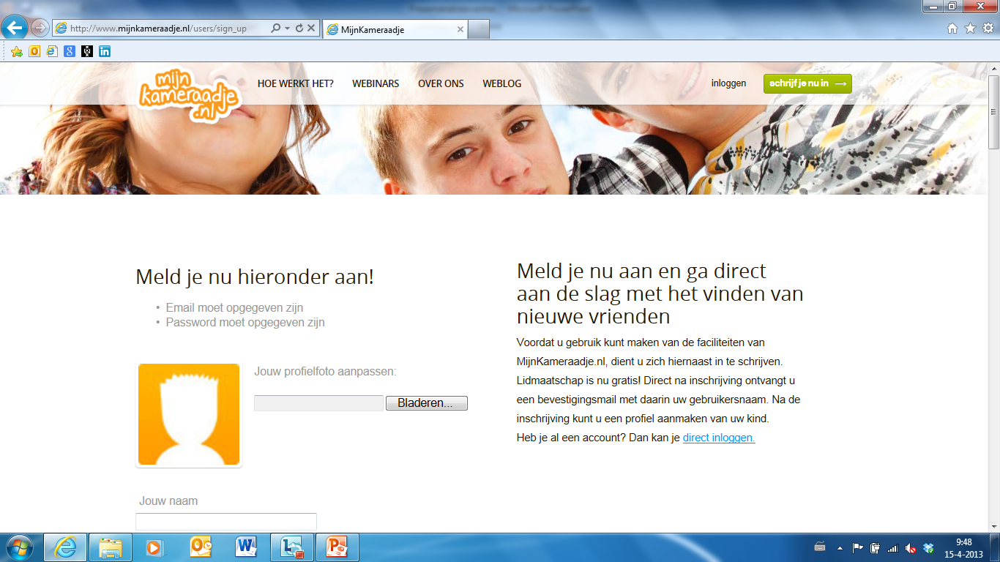 http://www.mijnkameraadje.nl/users/sign_up
MijnKameraadje
mijn
kameraadje
.nl
HOE WERKT HET?
WEBINARS
OVER ONS
WEBLOG
inloggen
schrijf je nu in →
Meld je nu hieronder aan!
• Email moet opgegeven zijn
• Password moet opgegeven zijn
Jouw profielfoto aanpassen:
Bladeren...
Jouw naam
Meld je nu aan en ga direct
aan de slag met het vinden van
nieuwe vrienden
Voordat u gebruik kunt maken van de faciliteiten van
MijnKameraadje.nl, dient u zich hiernaast in te schrijven.
Lidmaatschap is nu gratis! Direct na inschrijving ontvangt u
een bevestigingsmail met daarin uw gebruikersnaam. Na de
inschrijving kunt u een profiel aanmaken van uw kind.
Heb je al een account? Dan kan je direct inloggen.
9:48
15-4-2013